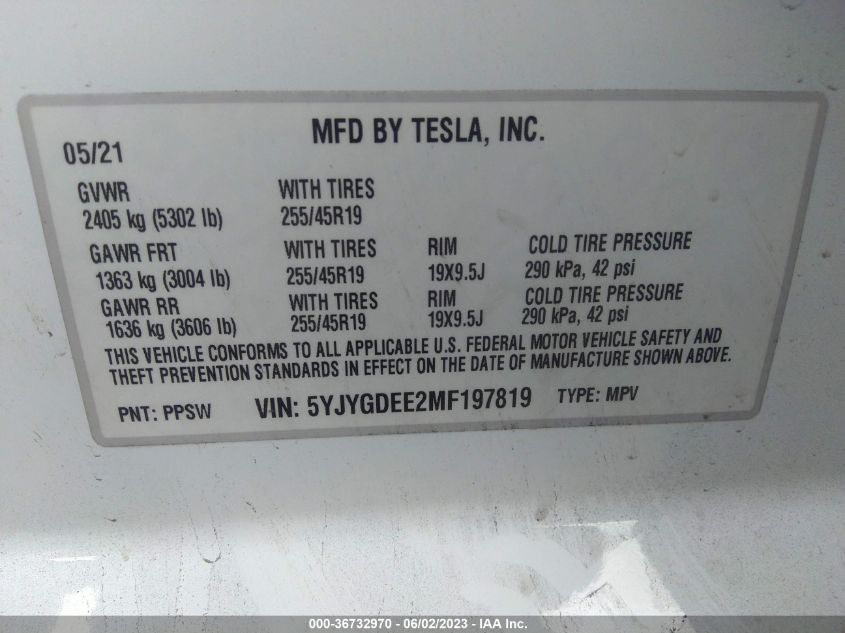 MFD BY TESLA, INC.
05/21
GVWR WITH TIRES
2405 kg (5302 lb) 255/45R19
GAWR FRT WITH TIRES RIM COLD TIRE PRESSURE
1363 kg (3004 lb) 255/45R19 19X9.5J 290 kPa, 42 psi
GAWR RR WITH TIRES RIM COLD TIRE PRESSURE
1636 kg (3606 lb) 255/45R19 19X9.5J 290 kPa, 42 psi
THIS VEHICLE CONFORMS TO ALL APPLICABLE U.S. FEDERAL MOTOR VEHICLE SAFETY AND
THEFT PREVENTION STANDARDS IN EFFECT ON THE DATE OF MANUFACTURE SHOWN ABOVE.
PNT: PPSW VIN: 5YJYGDEE2MF197819 TYPE: MPV
000-36732970 - 06/02/2023 - IAA Inc.